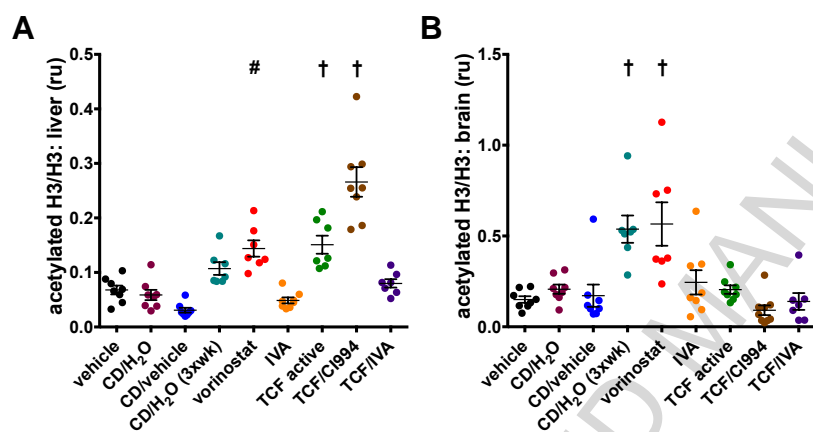 A
B
acetylated H3/H3: liver (ru)
0.5
0.4
0.3
0.2
0.1
0.0
# † †
vehicle
CD/H₂O
CD/vehicle
CD/H₂O (3xwk)
vorinostat
IVA
TCF active
TCF/CI994
TCF/IVA
acetylated H3/H3: brain (ru)
1.5
1.0
0.5
0.0
† †
vehicle
CD/H₂O
CD/vehicle
CD/H₂O (3xwk)
vorinostat
IVA
TCF active
TCF/CI994
TCF/IVA